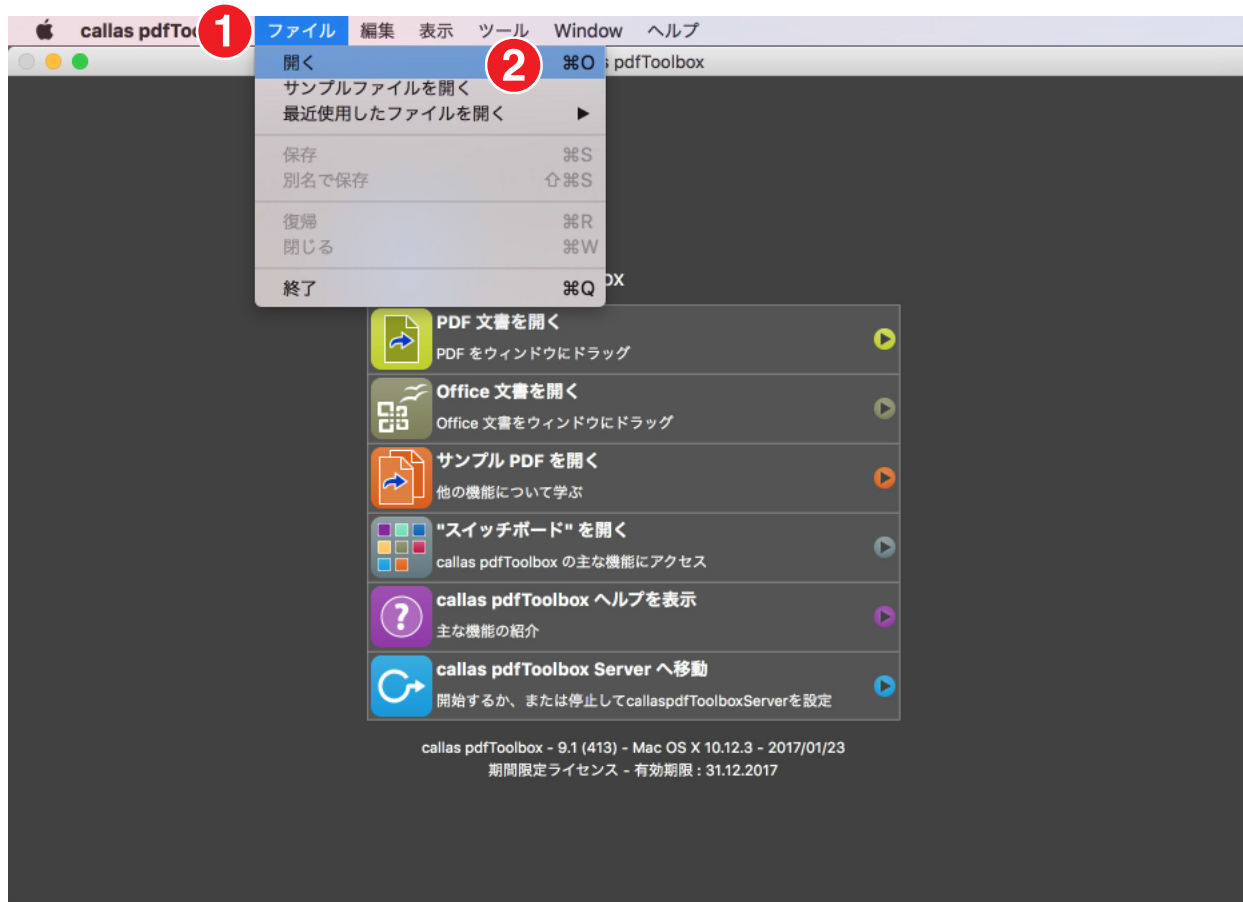 callas pdfToo ファイル 編集 表示 ツール Window ヘルプ
1
pdfToolbox
開く ⌘O
2
サンプルファイルを開く
最近使用したファイルを開く ▶
保存 ⌘S
別名で保存 ⇧⌘S
復帰 ⌘R
閉じる ⌘W
終了 ⌘Q
PDF 文書を開く
PDF をウィンドウにドラッグ
Office 文書を開く
Office 文書をウィンドウにドラッグ
サンプル PDF を開く
他の機能について学ぶ
"スイッチボード" を開く
callas pdfToolbox の主な機能にアクセス
callas pdfToolbox ヘルプを表示
主な機能の紹介
callas pdfToolbox Server へ移動
開始するか、または停止してcallaspdfToolboxServerを設定
callas pdfToolbox - 9.1 (413) - Mac OS X 10.12.3 - 2017/01/23
期間限定ライセンス - 有効期限 : 31.12.2017